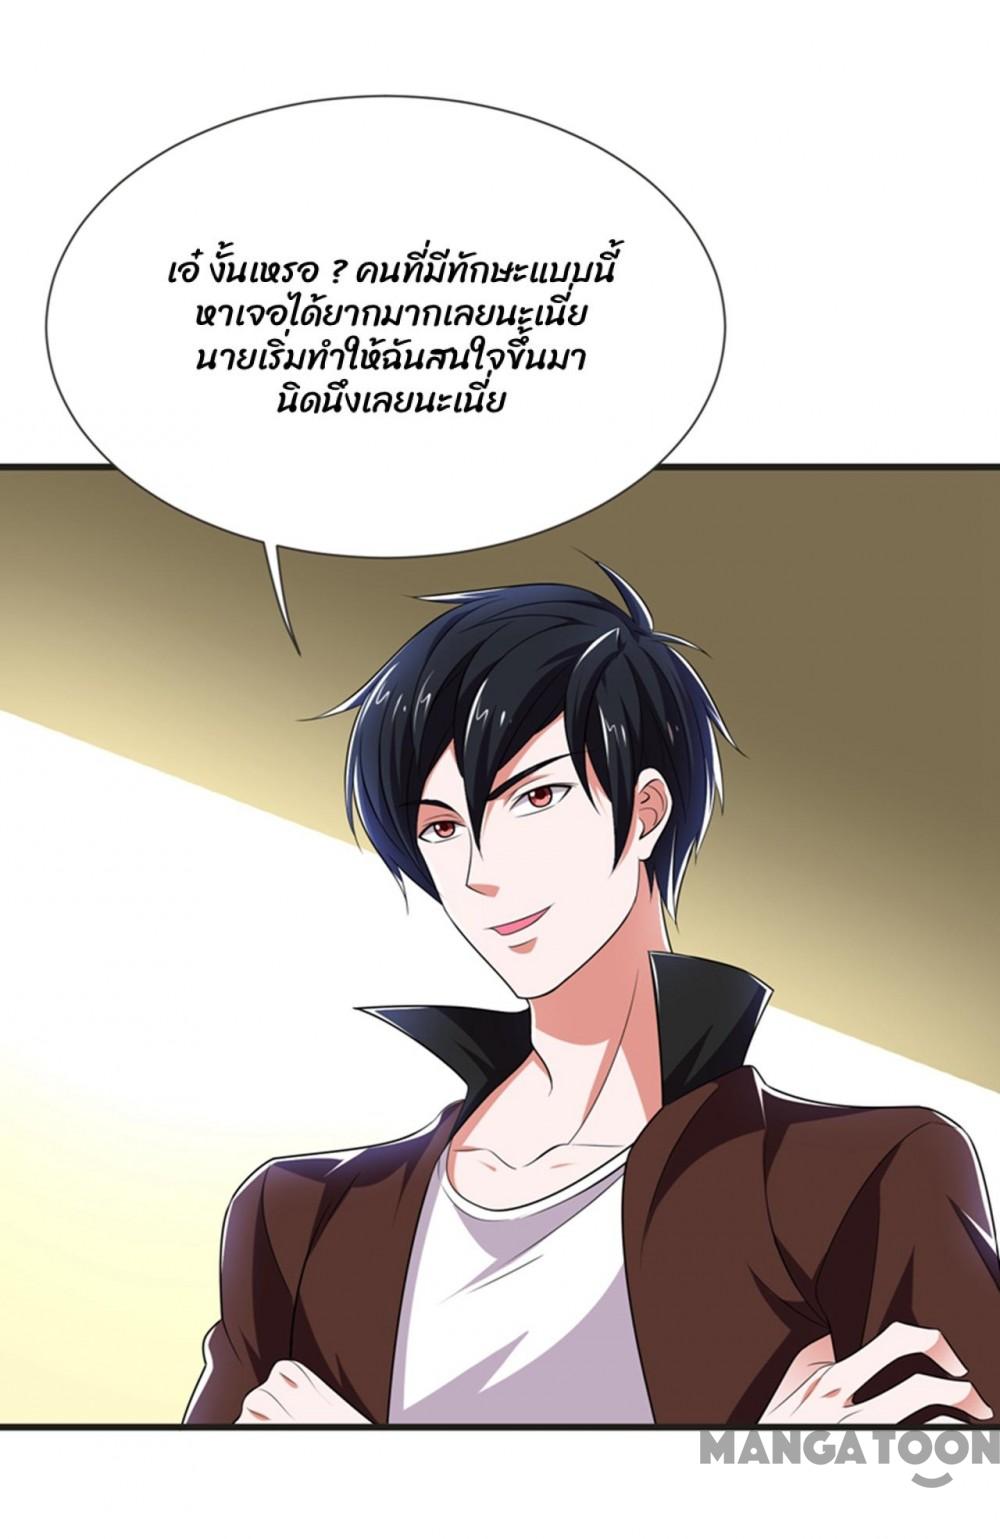 เอ๋ งั้นเหรอ ? คนที่มีทักษะแบบนี้
หาเจอได้ยากมากเลยนะเนี่ย
นายเริ่มทำให้ฉันสนใจขึ้นมา
นิดนึงเลยนะเนี่ย
MANGATOON